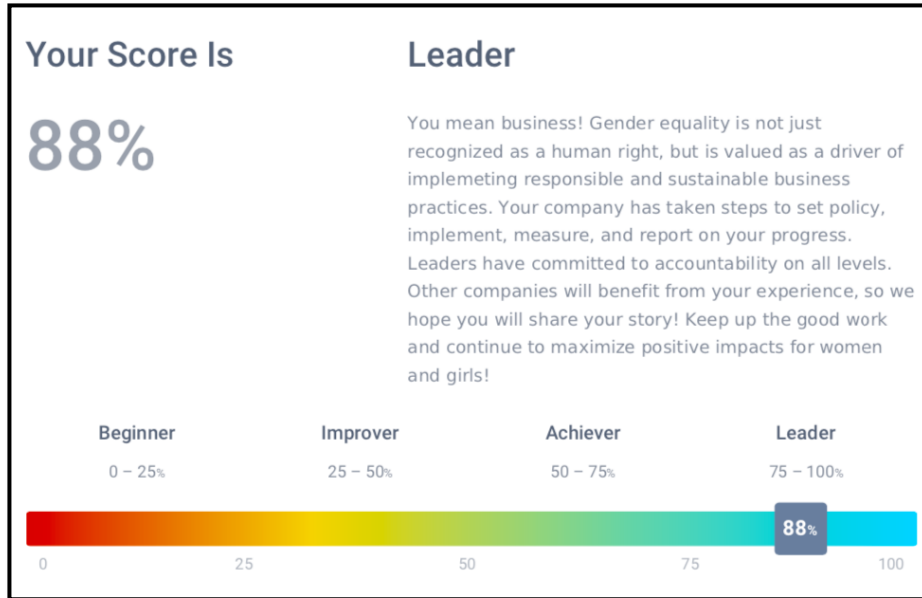 Your Score Is
88%
Leader
You mean business! Gender equality is not just
recognized as a human right, but is valued as a driver of
implemeting responsible and sustainable business
practices. Your company has taken steps to set policy,
implement, measure, and report on your progress.
Leaders have committed to accountability on all levels.
Other companies will benefit from your experience, so we
hope you will share your story! Keep up the good work
and continue to maximize positive impacts for women
and girls!
Beginner Improver Achiever Leader
0 – 25% 25 – 50% 50 – 75% 75 – 100%
88%
0 25 50 75 100